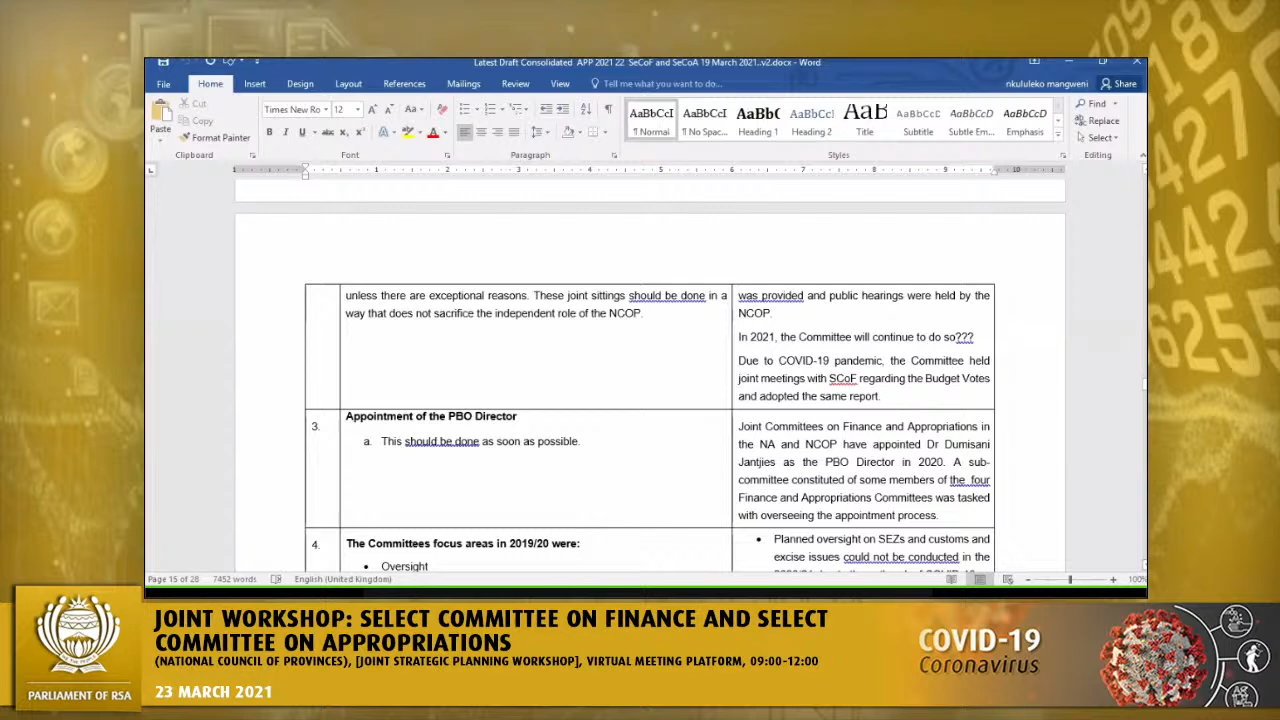 Latest Draft Consolidated APP 2021 22 SeCoF and SeCoA 19 March 2021..v2.docx - Word
File Home Insert Design Layout References Mailings Review View Tell me what you want to do... nkululeko mangweni Share
Cut
Copy
Format Painter
Paste
Times New Ro 12
AaBbCcI AaBbCcI AaBbC AaBbCcI AaB AaBbCcD AaBbCcD AaBbCcD
¶ Normal ¶ No Spac... Heading 1 Heading 2 Title Subtitle Subtle Em... Emphasis
Find
Replace
Select
Clipboard Font Paragraph Styles Editing
1 1 2 3 4 5 6 7 8 9 10
unless there are exceptional reasons. These joint sittings should be done in a
way that does not sacrifice the independent role of the NCOP.
was provided and public hearings were held by the
NCOP.
In 2021, the Committee will continue to do so???
Due to COVID-19 pandemic, the Committee held
joint meetings with SCoF regarding the Budget Votes
and adopted the same report.
3. Appointment of the PBO Director
a. This should be done as soon as possible.
Joint Committees on Finance and Appropriations in
the NA and NCOP have appointed Dr Dumisani
Jantjies as the PBO Director in 2020. A sub-
committee constituted of some members of the four
Finance and Appropriations Committees was tasked
with overseeing the appointment process.
4. The Committees focus areas in 2019/20 were:
• Oversight
• Planned oversight on SEZs and customs and
excise issues could not be conducted in the
Page 15 of 28 7452 words English (United Kingdom) 100%
JOINT WORKSHOP: SELECT COMMITTEE ON FINANCE AND SELECT
COMMITTEE ON APPROPRIATIONS
(NATIONAL COUNCIL OF PROVINCES), [JOINT STRATEGIC PLANNING WORKSHOP], VIRTUAL MEETING PLATFORM, 09:00-12:00
23 MARCH 2021
PARLIAMENT OF RSA
COVID-19
Coronavirus